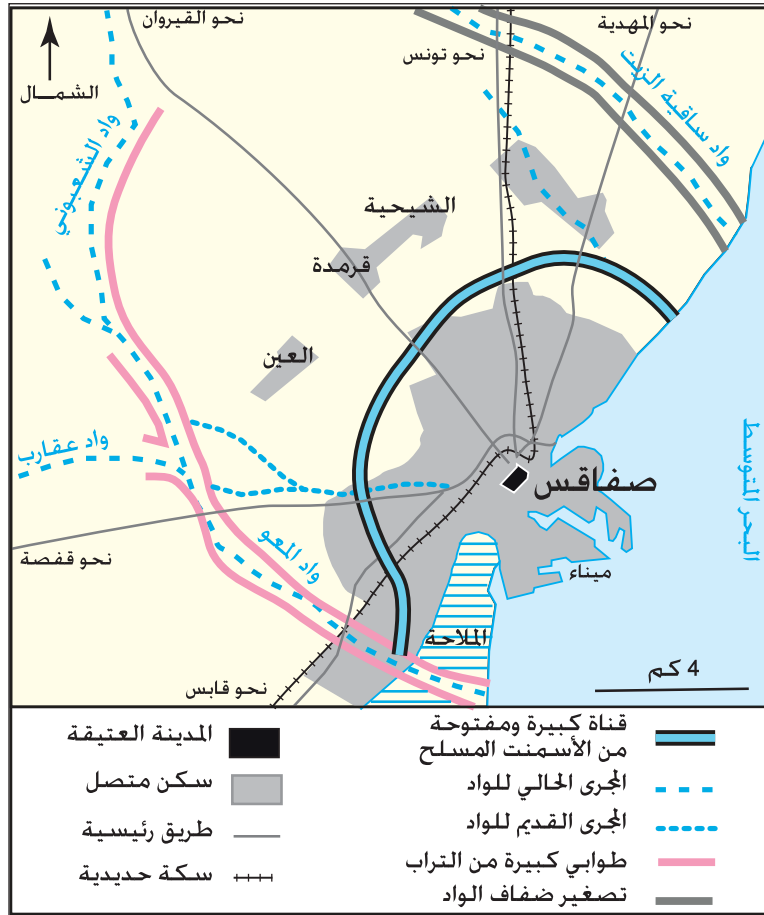 نحو القيروان
نحو المهدية
نحو تونس
الشمـــال
واد ساقية الزيت
واد الشعبوني
الشيحية
قرمدة
العين
واد عقارب
صفاقس
البحر المتوسط
واد المعو
نحو قفصة
ميناء
الملاحة
نحو قابس
4 كم
قناة كبيرة ومفتوحة
من الأسمنت المسلح
المجرى الحالي للواد
المجرى القديم للواد
طوابي كبيرة من التراب
تصغير ضفاف الواد
المدينة العتيقة
سكن متصل
طريق رئيسية
سكة حديدية